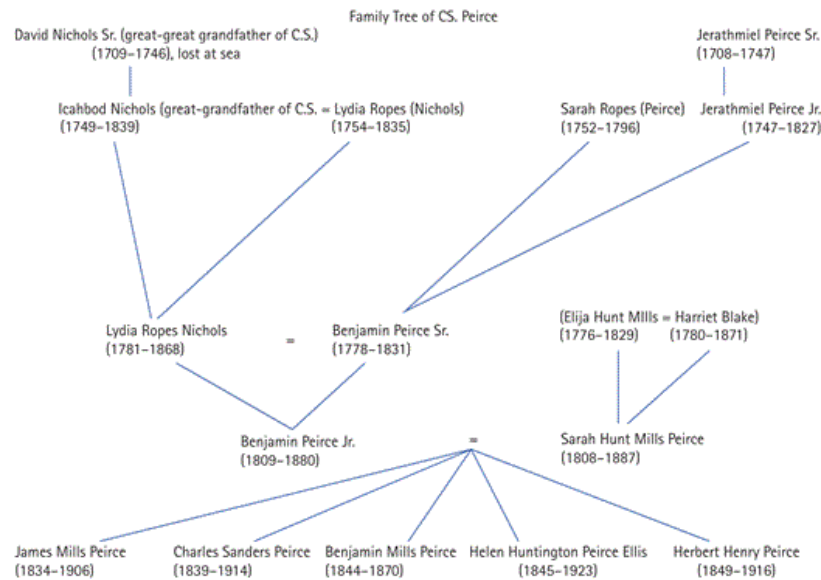 Family Tree of CS. Peirce
David Nichols Sr. (great-great grandfather of C.S.)
(1709–1746), lost at sea
Jerathmiel Peirce Sr.
(1708–1747)
Icahbod Nichols (great-grandfather of C.S. = Lydia Ropes (Nichols)
(1749–1839) (1754–1835)
Sarah Ropes (Peirce) Jerathmiel Peirce Jr.
(1752–1796) (1747–1827)
Lydia Ropes Nichols = Benjamin Peirce Sr.
(1781–1868) (1778–1831)
(Elija Hunt MIlls = Harriet Blake)
(1776–1829) (1780–1871)
Benjamin Peirce Jr. = Sarah Hunt Mills Peirce
(1809–1880) (1808–1887)
James Mills Peirce Charles Sanders Peirce Benjamin Mills Peirce Helen Huntington Peirce Ellis Herbert Henry Peirce
(1834–1906) (1839–1914) (1844–1870) (1845–1923) (1849–1916)